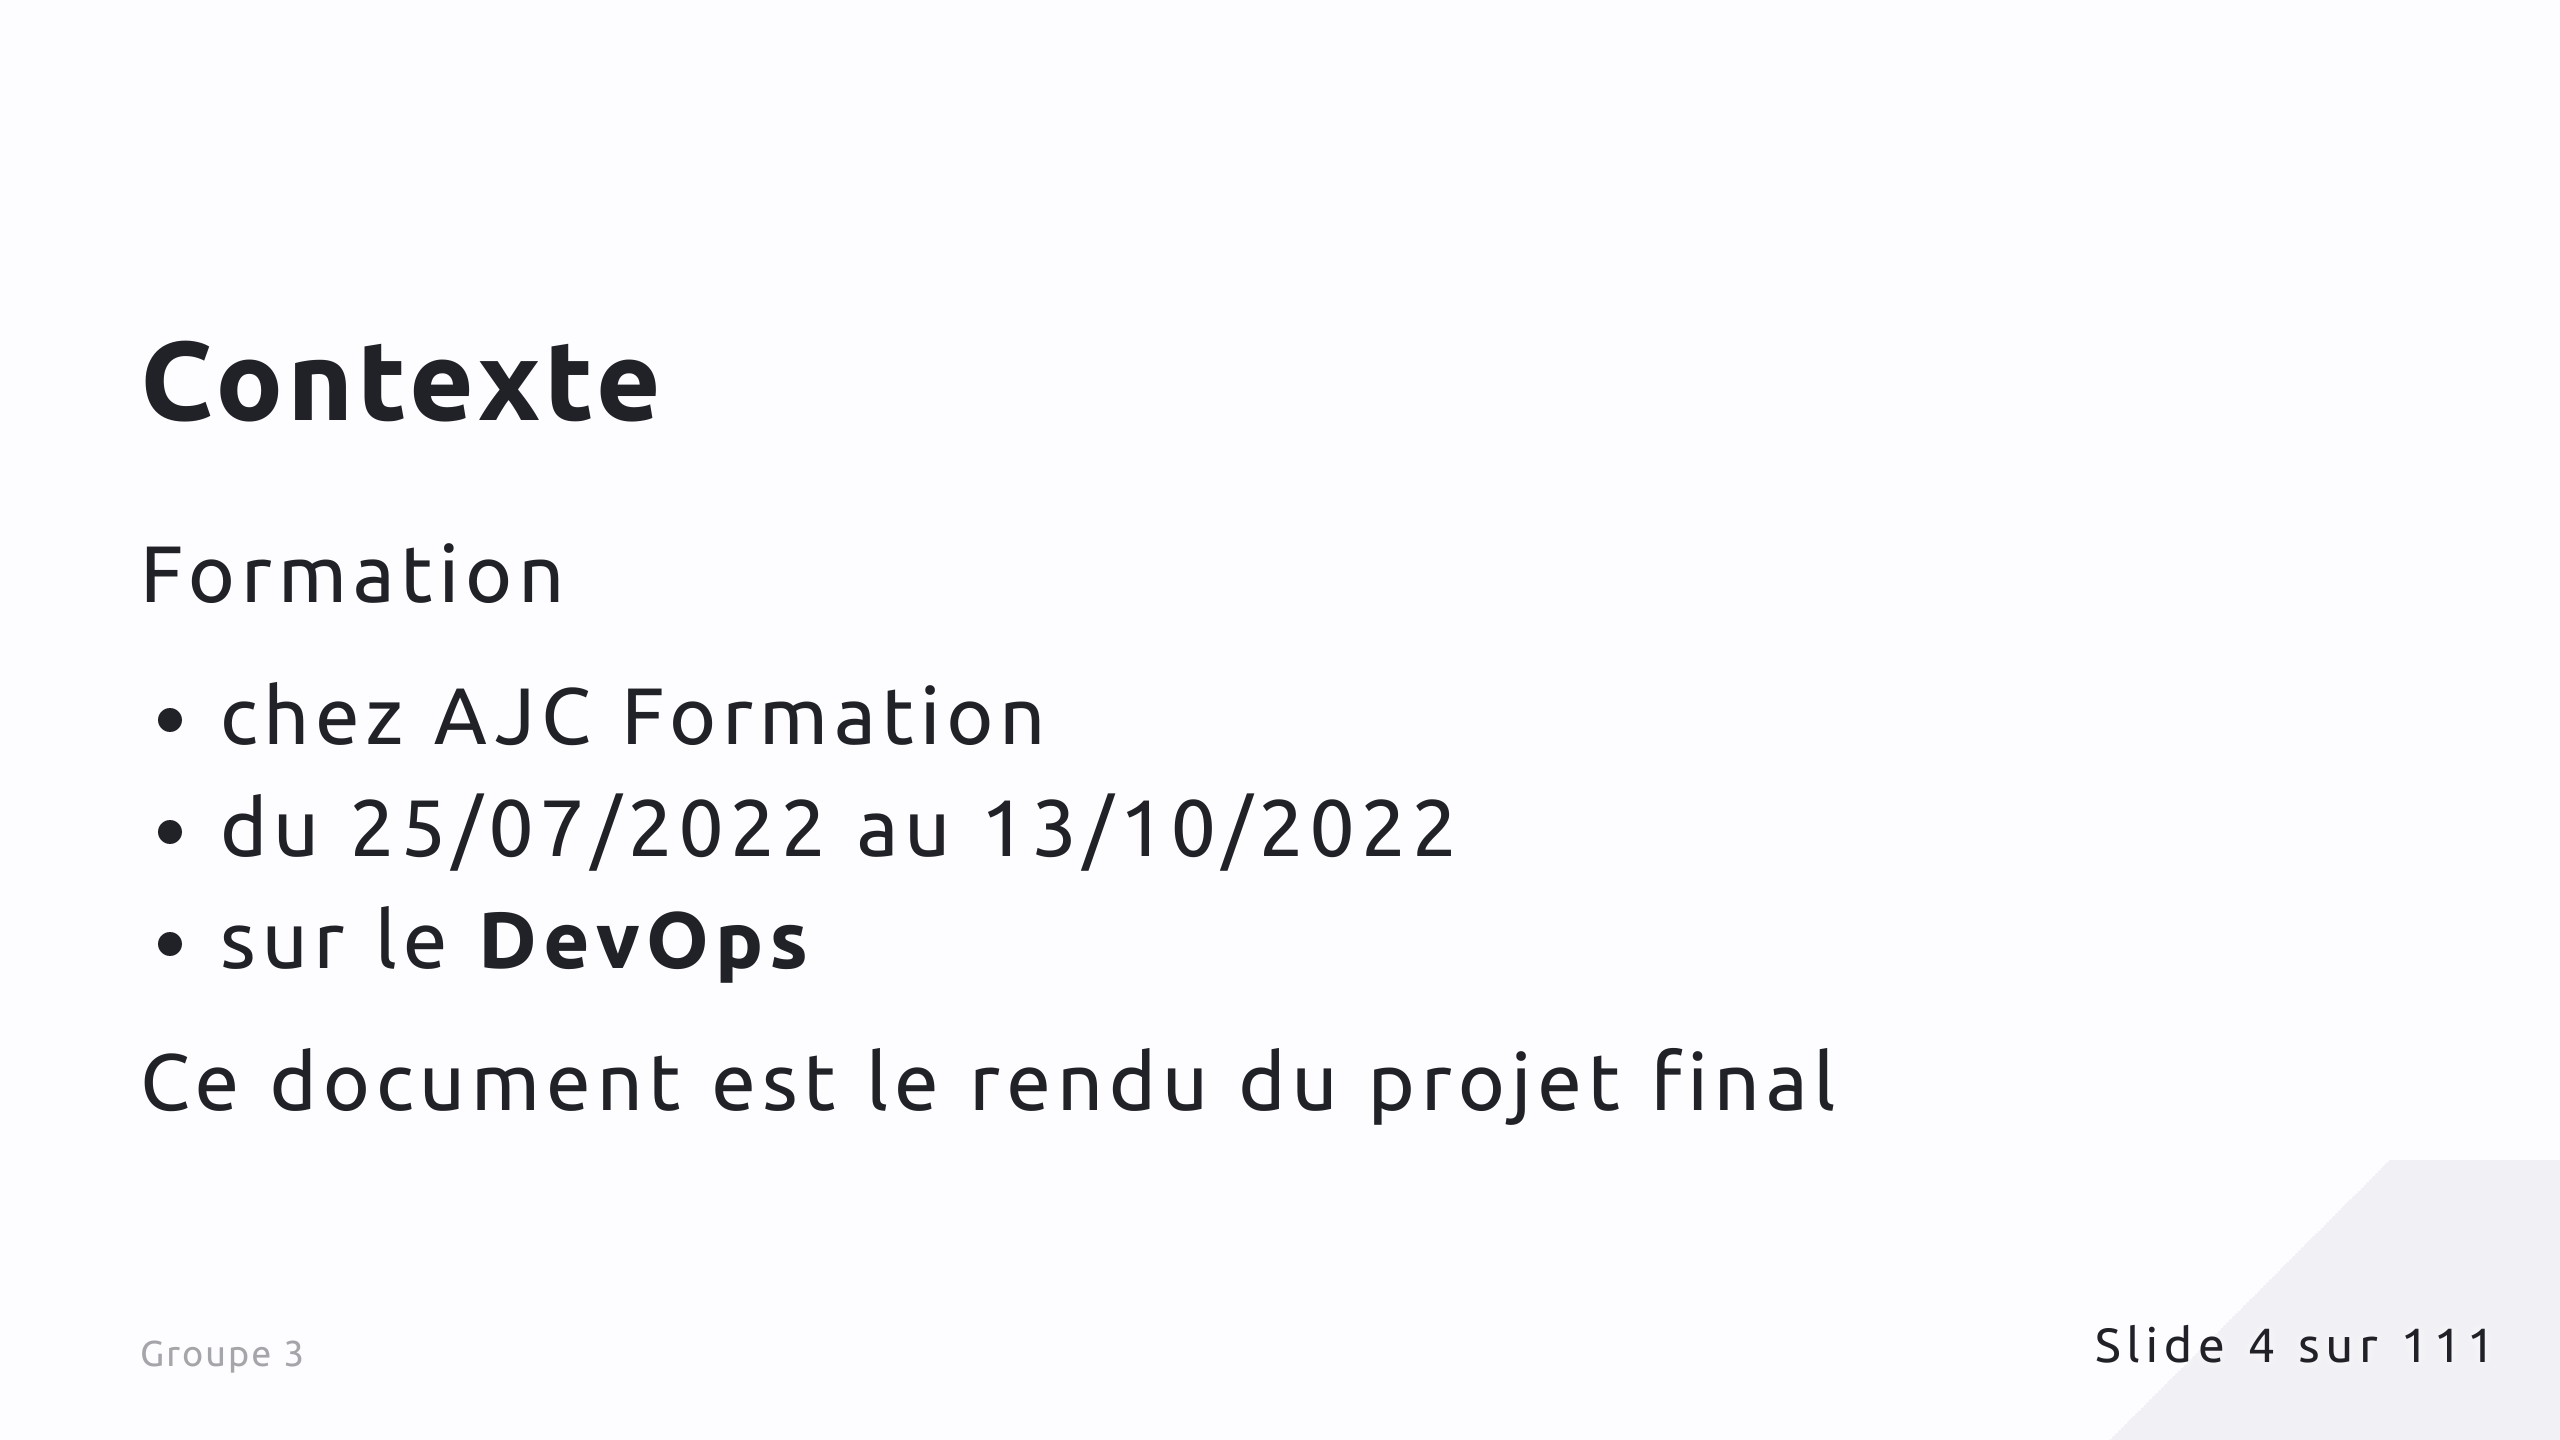 Contexte
Formation
• chez AJC Formation
• du 25/07/2022 au 13/10/2022
• sur le DevOps
Ce document est le rendu du projet final
Groupe 3
Slide 4 sur 111